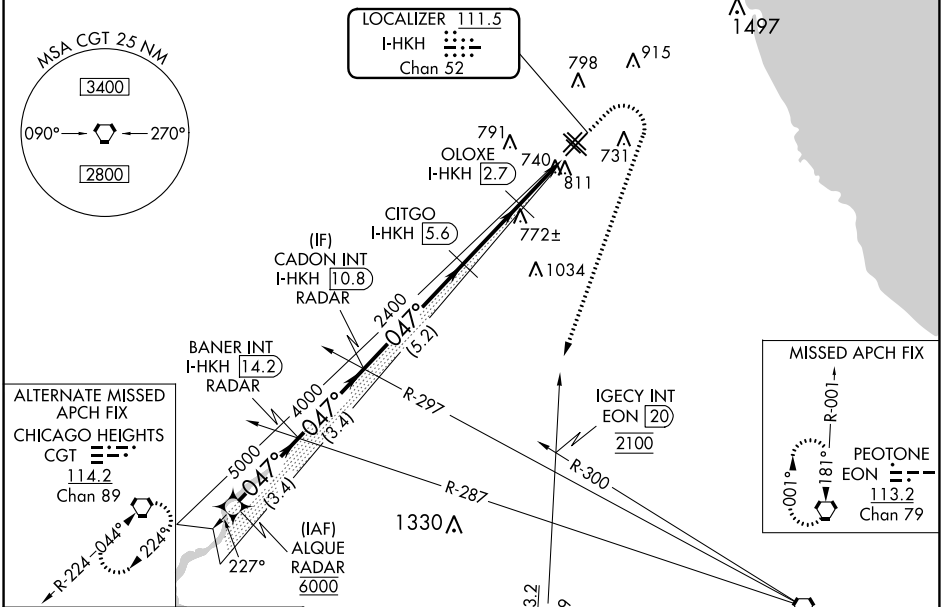 MSA CGT 25 NM
3400
090°
270°
2800
LOCALIZER 111.5
I-HKH
Chan 52
1497
915
798
791
731
740
811
OLOXE
I-HKH 2.7
CITGO
I-HKH 5.6
772±
1034
(IF)
CADON INT
I-HKH 10.8
RADAR
2400
047°
(5.2)
BANER INT
I-HKH 14.2
RADAR
4000
047°
(3.4)
R-297
5000
047°
(3.4)
R-287
IGECY INT
EON 20
2100
R-300
(IAF)
ALQUE
RADAR
6000
227°
1330
ALTERNATE MISSED
APCH FIX
CHICAGO HEIGHTS
CGT
114.2
Chan 89
R-224
044°
224°
MISSED APCH FIX
R-001
181°
001°
PEOTONE
EON
113.2
Chan 79